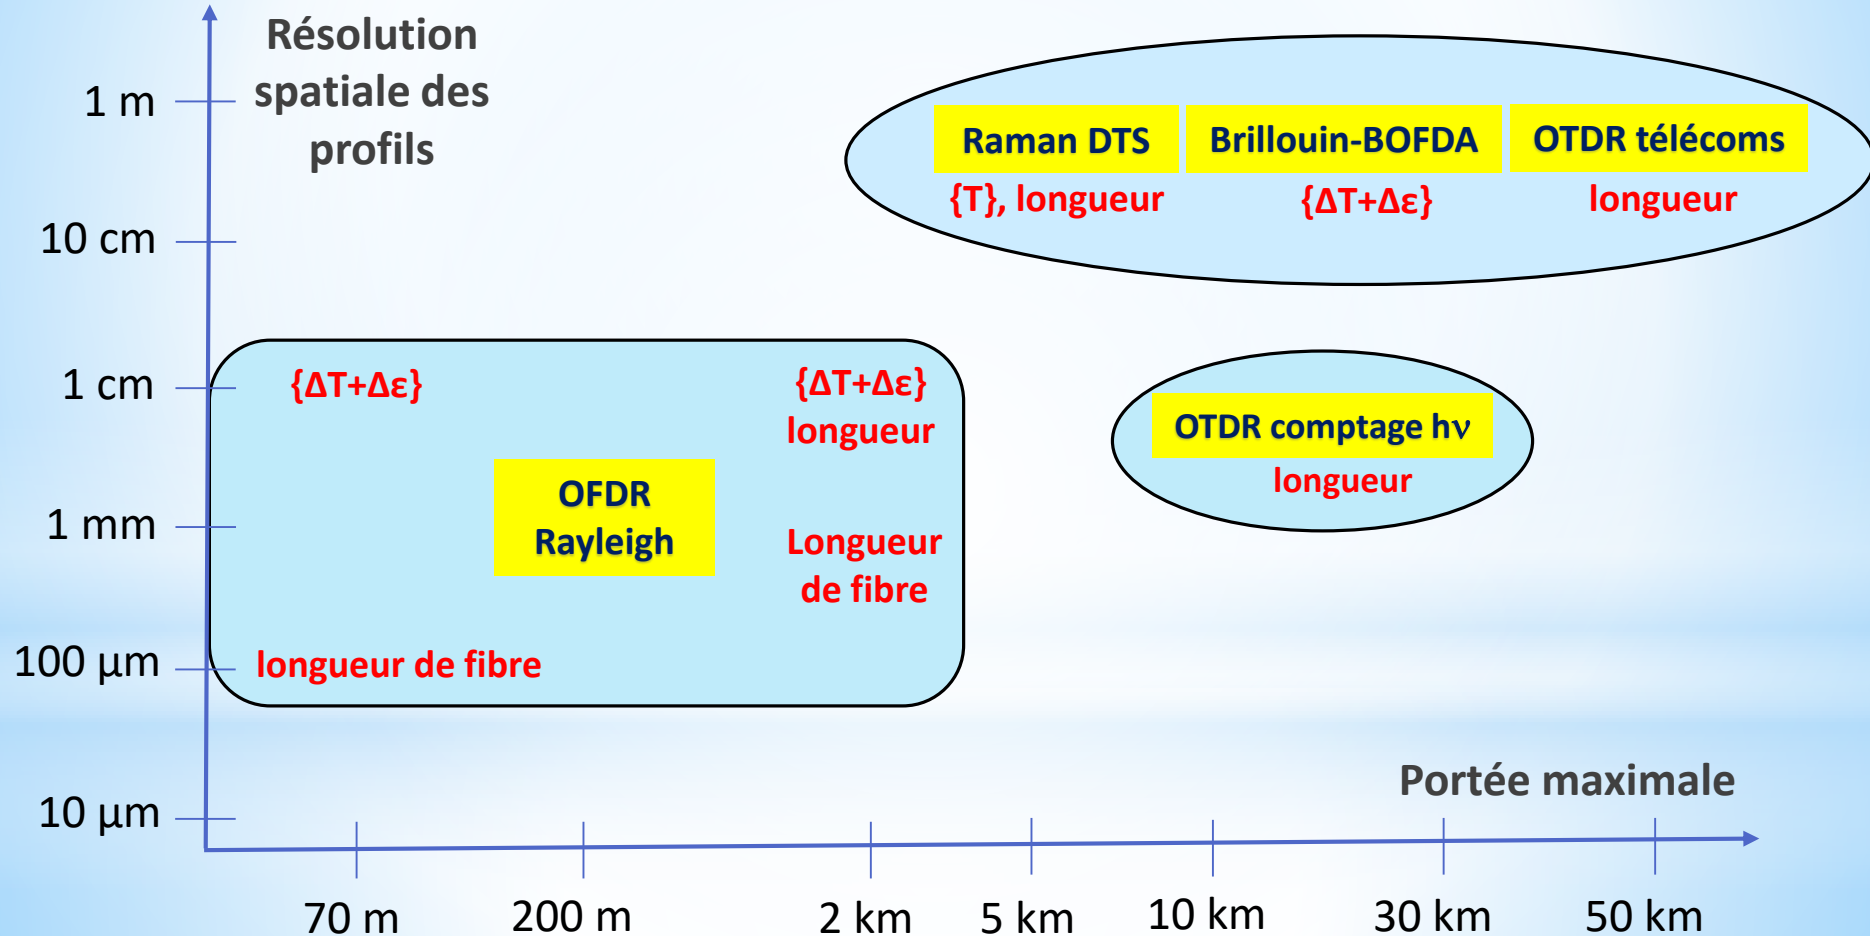 Résolution
spatiale des
profils
1 m
10 cm
1 cm
1 mm
100 µm
10 µm
Raman DTS
{T}, longueur
Brillouin-BOFDA
{ΔT+Δε}
OTDR télécoms
longueur
{ΔT+Δε}
{ΔT+Δε}
longueur
OFDR
Rayleigh
Longueur
de fibre
longueur de fibre
OTDR comptage hν
longueur
Portée maximale
70 m
200 m
2 km
5 km
10 km
30 km
50 km